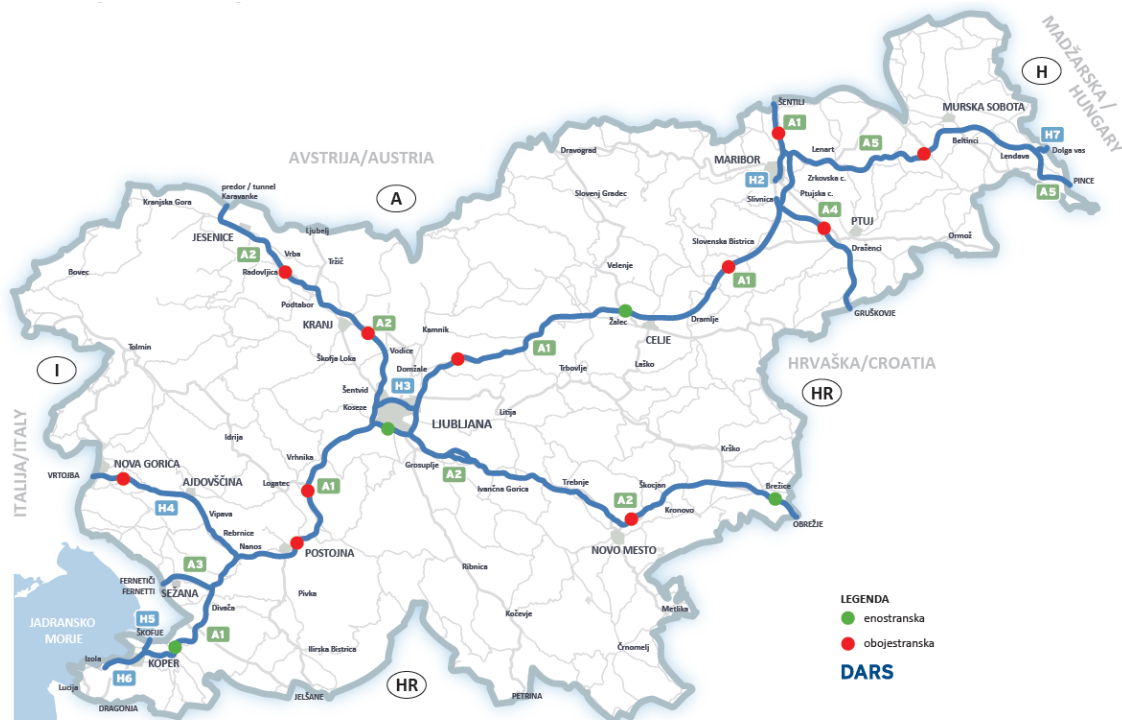 MADŽARSKA /
HUNGARY
H
ŠENTILJ
A1
MURSKA SOBOTA
H7
Dolga vas
Beltinci
Lendava
PINCE
A5
A5
Lenart
Dravograd
MARIBOR
H2
Zrkovska c.
Ptujska c.
Slivnica
A4
PTUJ
Slovenj Gradec
AVSTRIJA/AUSTRIA
A
predor / tunnel
Karavanke
Kranjska Gora
Ljubelj
JESENICE
Vrba
Tržič
A2
Radovljica
Bovec
Slovenska Bistrica
A1
Draženci
Ormož
Velenje
Podtabor
KRANJ
A2
Kamnik
Žalec
Dramlje
GRUŠKOVJE
CELJE
A1
Tolmin
Škofja Loka
Vodice
Domžale
Trbovlje
Laško
HRVAŠKA/CROATIA
HR
I
ITALIJA/ITALY
Šentvid
H3
Koseze
LJUBLJANA
Litija
Idrija
Vrhnika
Grosuplje
A2
Ivančna Gorica
Trebnje
Škocjan
Krško
Brežice
OBREŽJE
A2
Kronovo
NOVO MESTO
NOVA GORICA
VRTOJBA
AJDOVŠČINA
Logatec
A1
H4
Vipava
Rebrnice
Nanos
POSTOJNA
A3
FERNETIČI
FERNETTI
SEŽANA
Divača
Pivka
Ribnica
Kočevje
Metlika
Črnomelj
JADRANSKO
MORJE
H5
ŠKOFIJE
A1
Izola
KOPER
H6
Lucija
DRAGONJA
Ilirska Bistrica
JELŠANE
HR
PETRINA
LEGENDA
enostranska
obojestranska
DARS